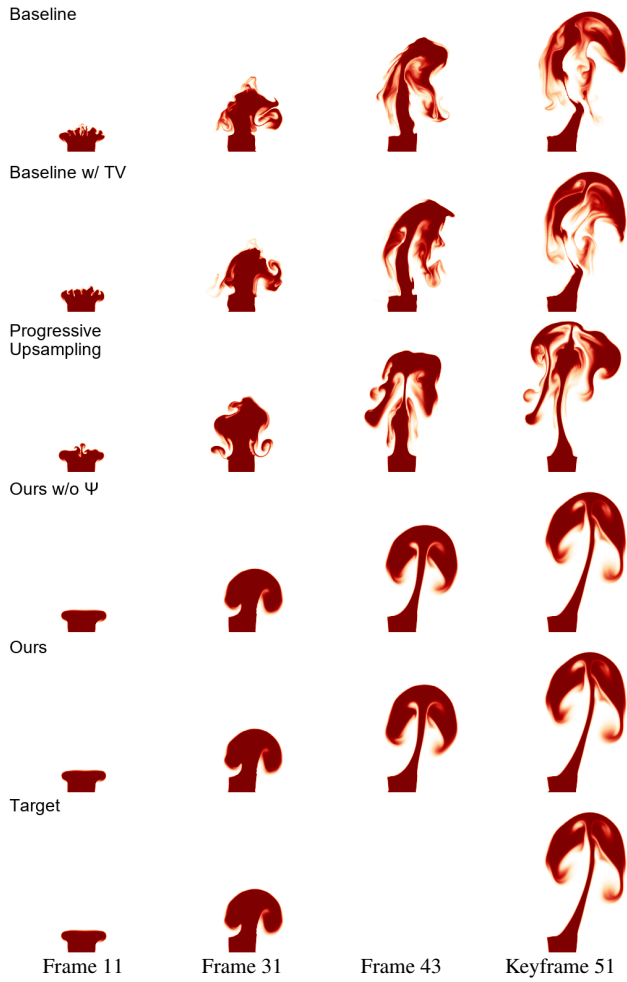 Baseline
Baseline w/ TV
Progressive
Upsampling
Ours w/o Ψ
Ours
Target
Frame 11 Frame 31 Frame 43 Keyframe 51